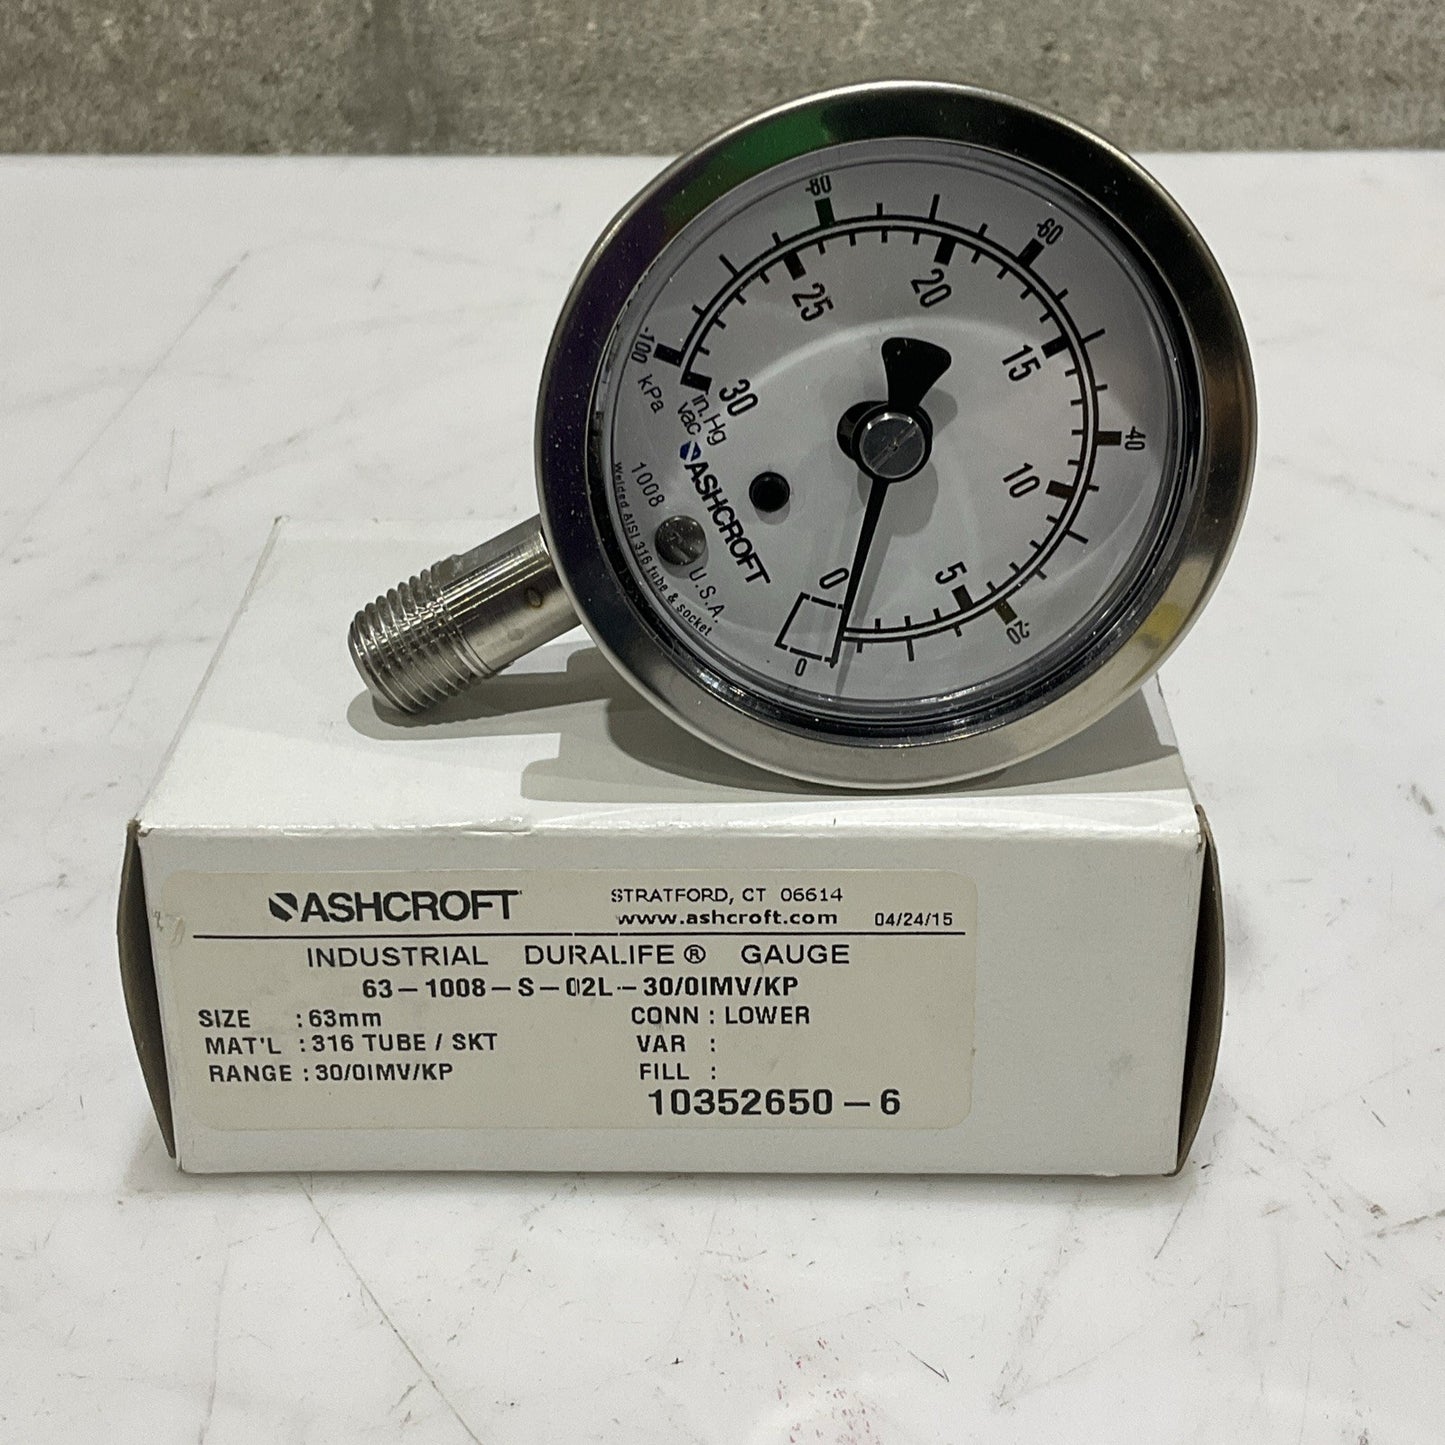 -100
-80
-60
-40
-20
0
kPa
30
25
20
15
10
5
0
in. Hg
vac
ASHCROFT
1008
U.S.A.
Welded AISI 316 tube & socket
ASHCROFT
STRATFORD, CT 06614
www.ashcroft.com 04/24/15
INDUSTRIAL DURALIFE ® GAUGE
63-1008-S-02L-30/0IMV/KP
SIZE : 63mm CONN : LOWER
MAT'L : 316 TUBE / SKT VAR :
RANGE : 30/0IMV/KP FILL :
10352650-6